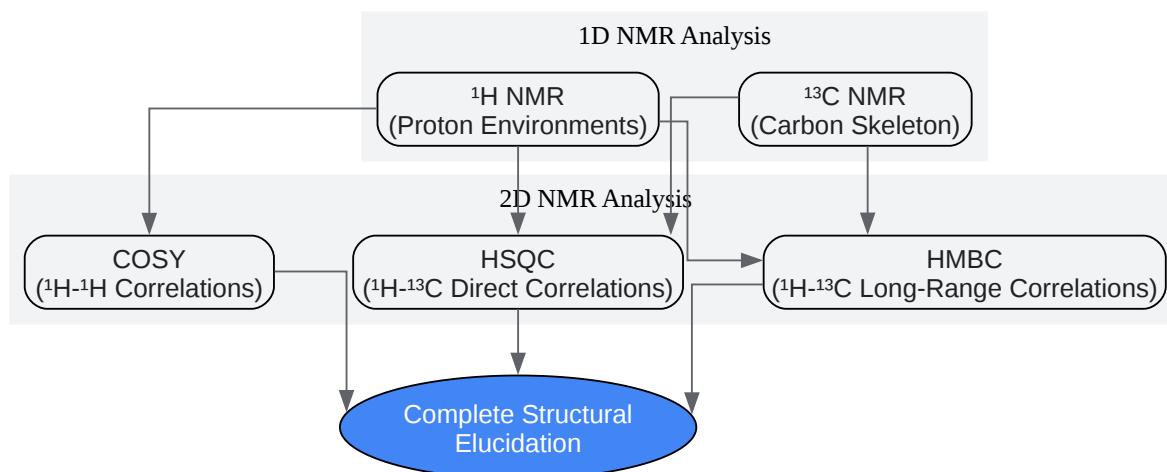 1D NMR Analysis
¹H NMR
(Proton Environments)
¹³C NMR
(Carbon Skeleton)
2D NMR Analysis
COSY
(¹H-¹H Correlations)
HSQC
(¹H-¹³C Direct Correlations)
HMBC
(¹H-¹³C Long-Range Correlations)
Complete Structural
Elucidation